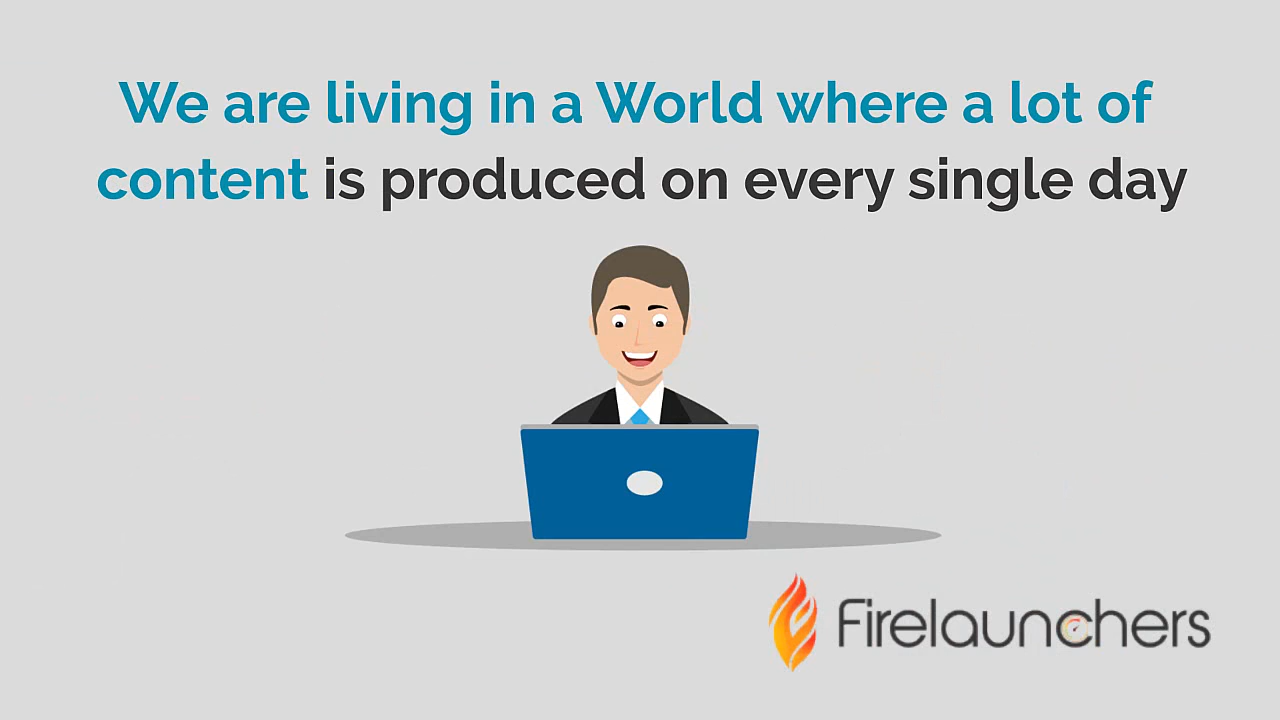 We are living in a World where a lot of
content is produced on every single day
Firelaunchers